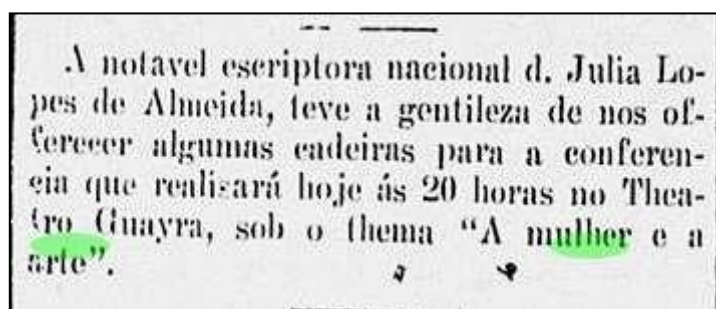 A notavel escriptora nacional d. Julia Lo-
pes de Almeida, teve a gentileza de nos of-
ferecer algumas cadeiras para a conferen-
cia que realisará hoje ás 20 horas no Thea-
tro Guayra, sob o thema “A mulher e a
arte”.